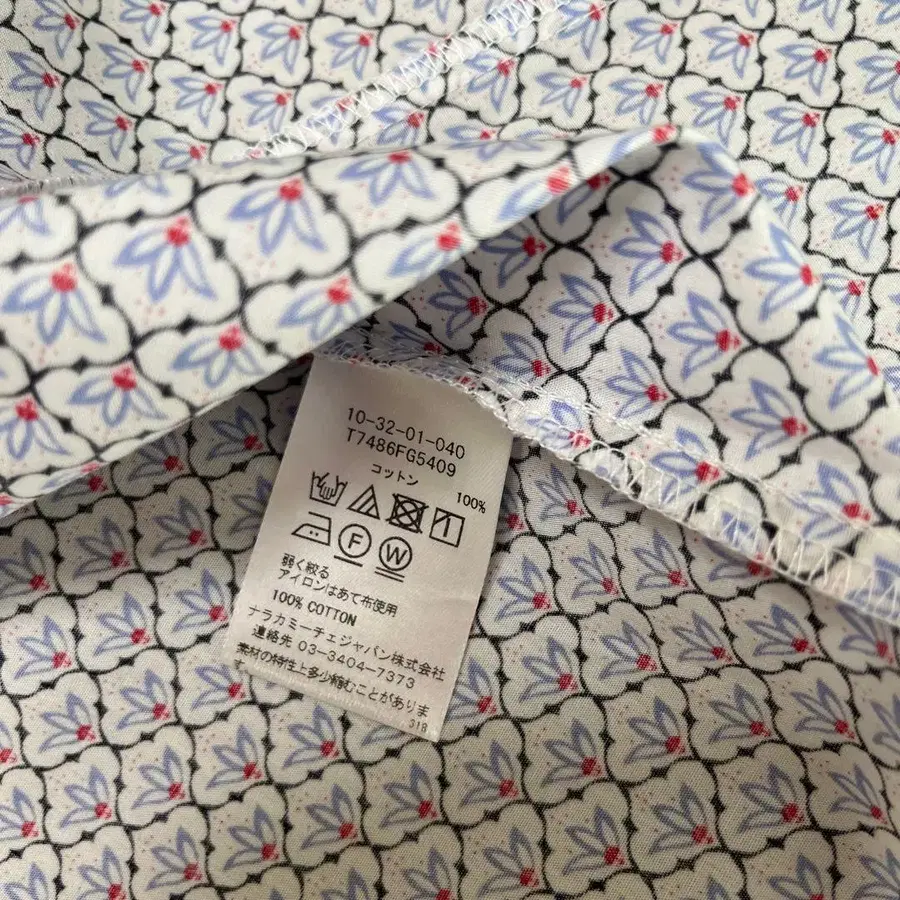 10-32-01-040
T7486FG5409
コットン 100%
F W
弱く絞る
アイロンはあて布使用
100% COTTON
ナラカミーチェジャパン株式会社
連絡先 03-3404-7373
素材の特性上多少縮むことがありま
す
318